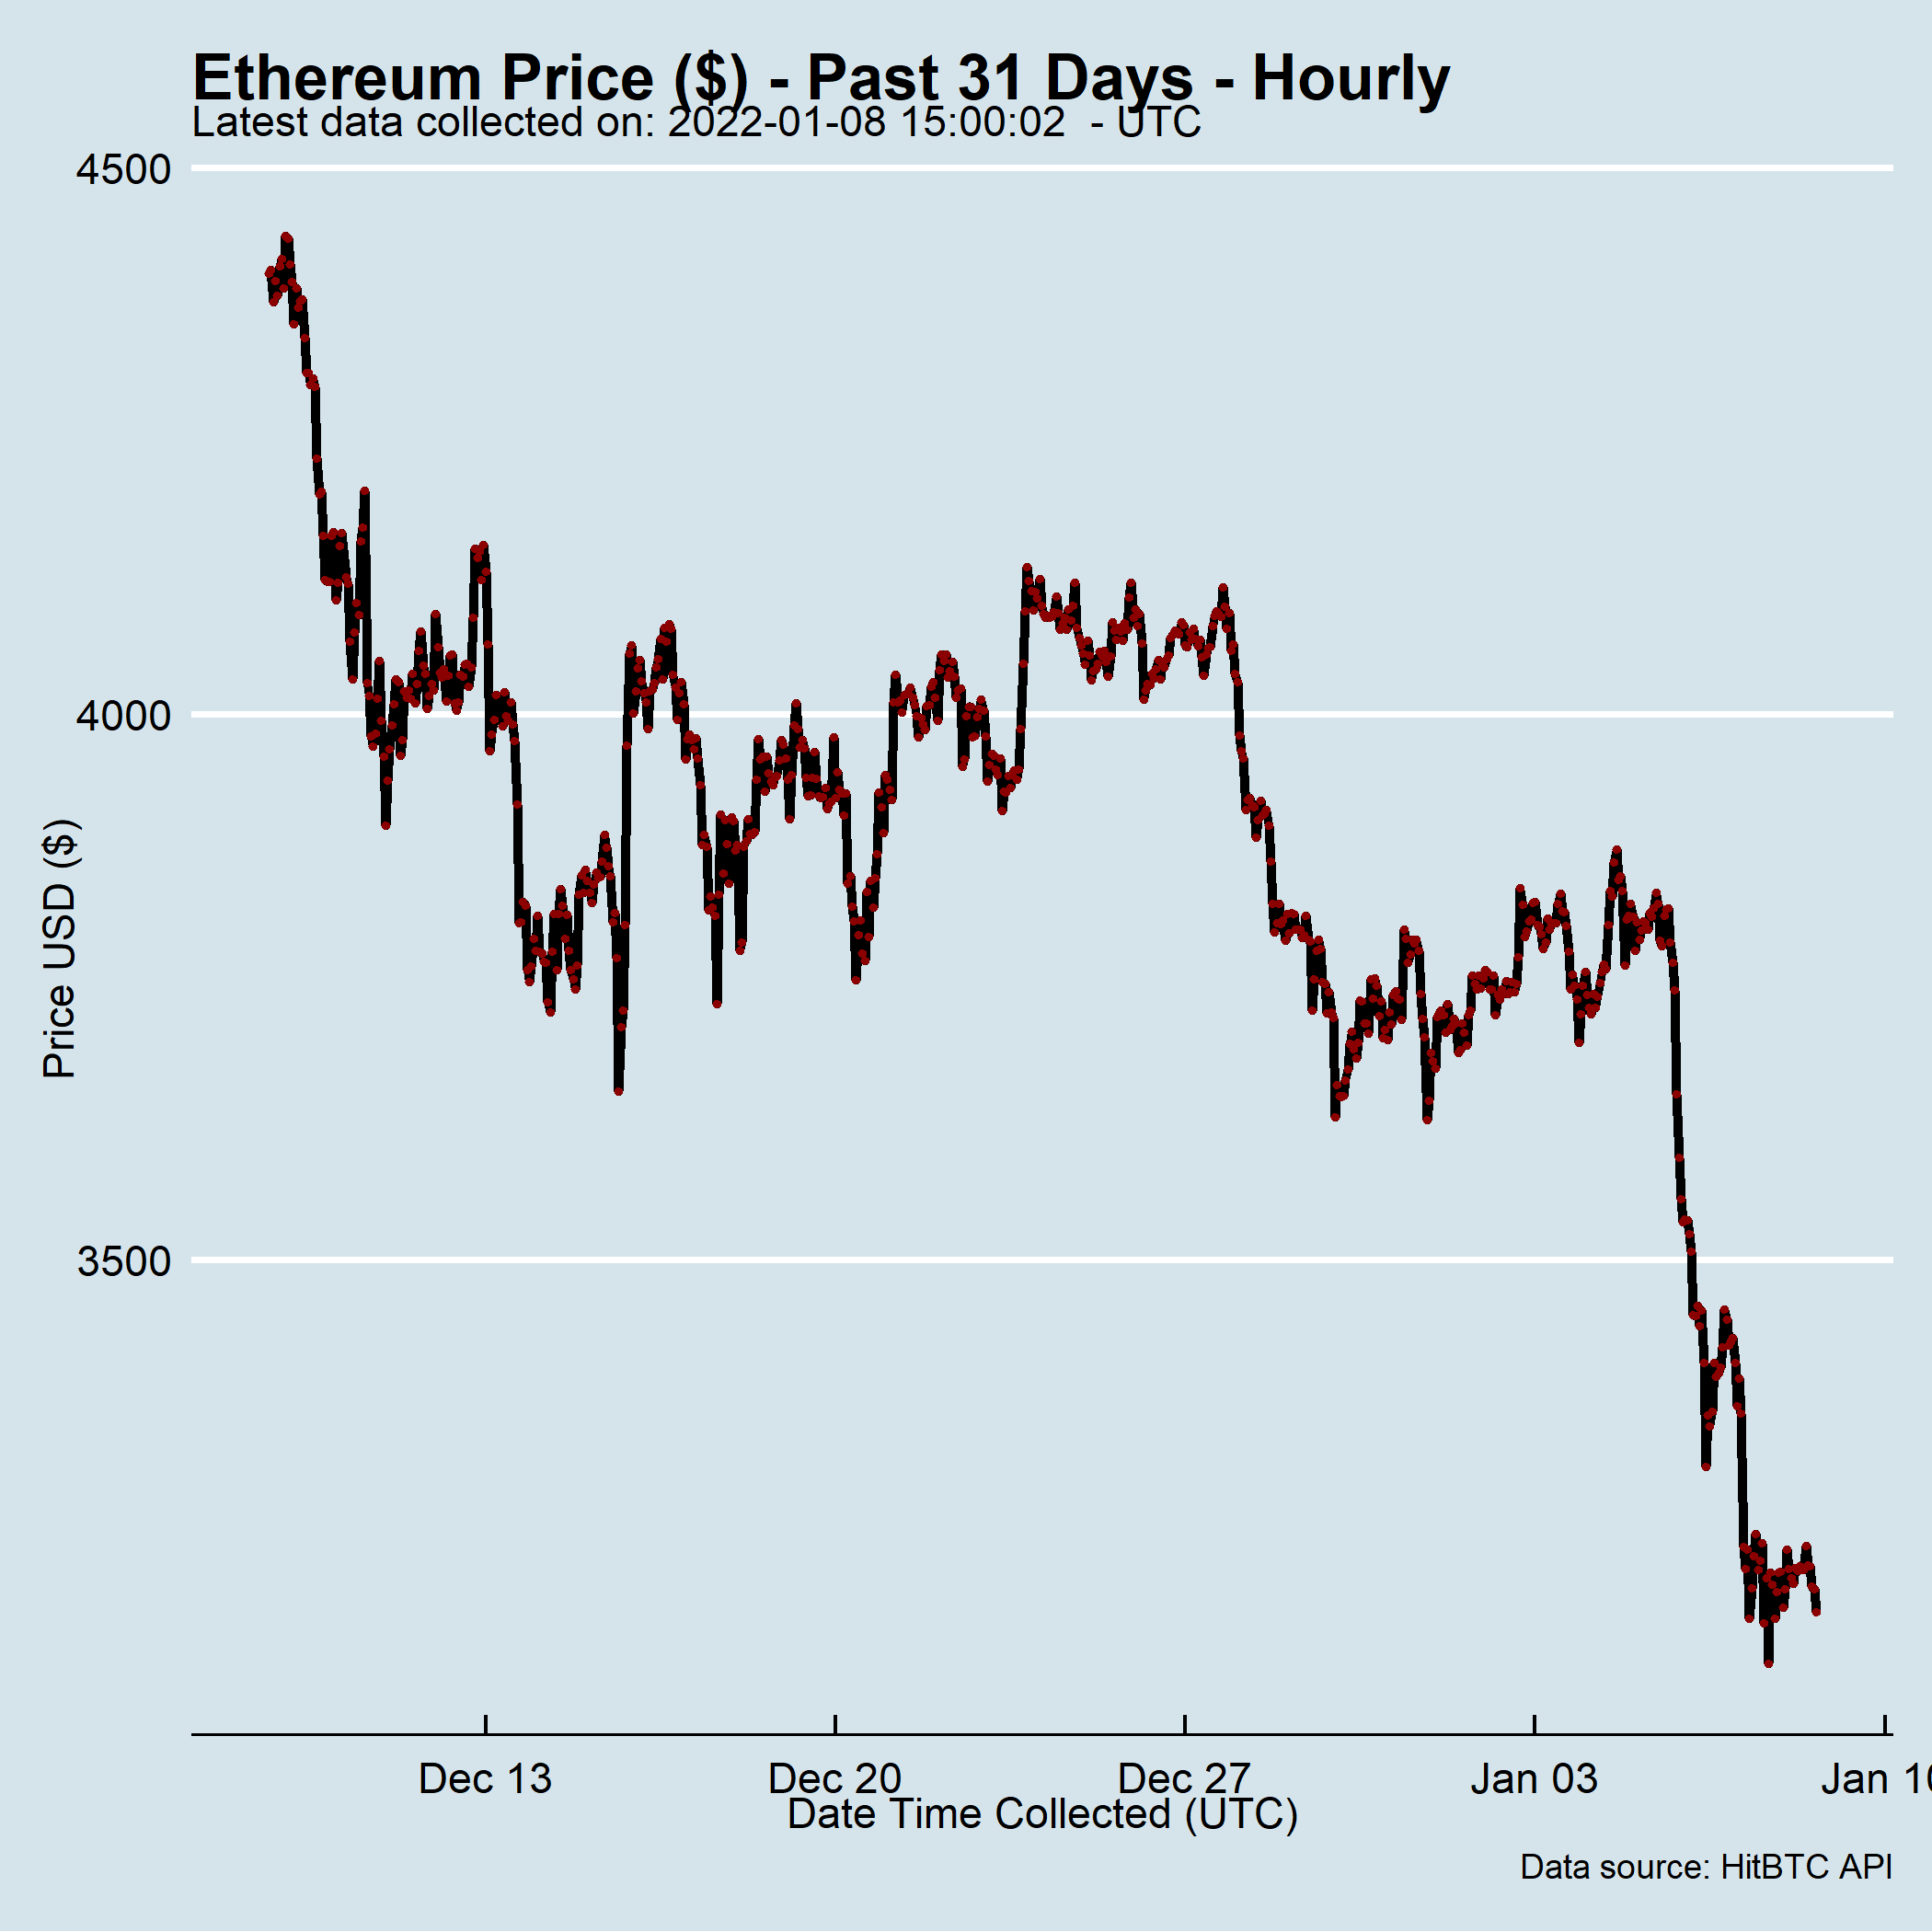 Ethereum Price ($) - Past 31 Days - Hourly
Latest data collected on: 2022-01-08 15:00:02  - UTC
4500
4000
3500
Price USD ($)
Dec 13 Dec 20 Dec 27 Jan 03 Jan 10
Date Time Collected (UTC)
Data source: HitBTC API